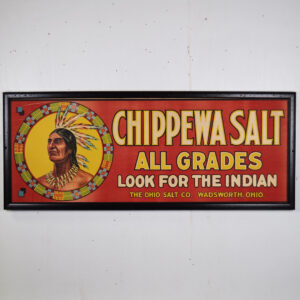 CHIPPEWA SALT
ALL GRADES
LOOK FOR THE INDIAN
THE OHIO SALT CO. WADSWORTH, OHIO.